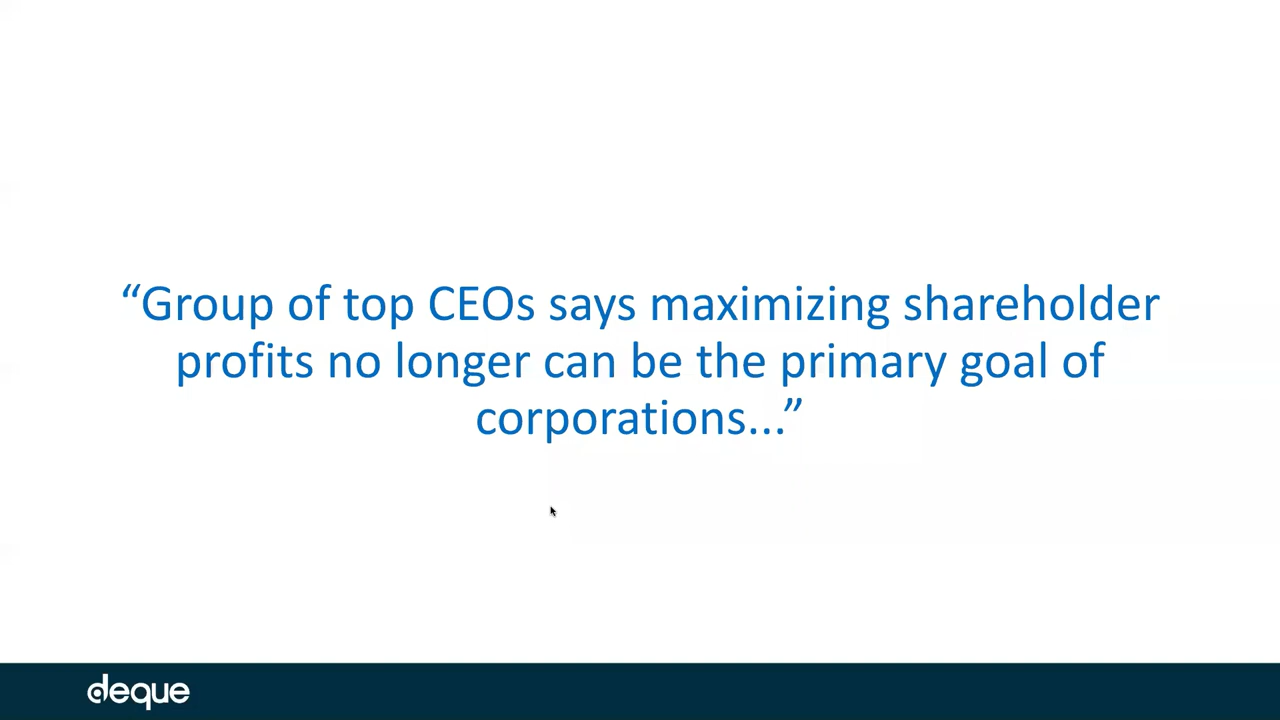 “Group of top CEOs says maximizing shareholder
profits no longer can be the primary goal of
corporations...”
deque